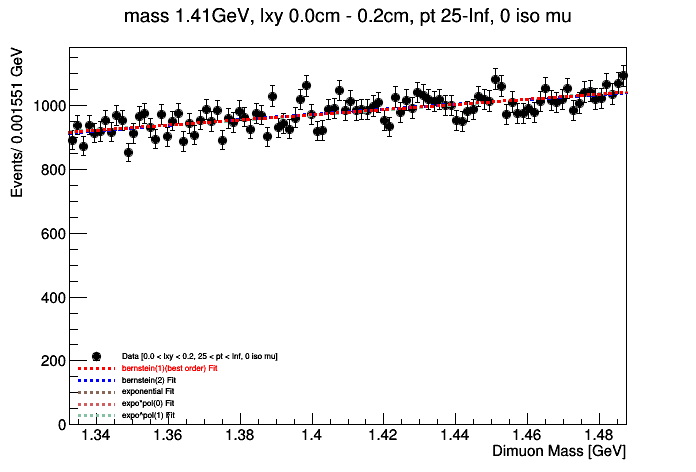 mass 1.41GeV, lxy 0.0cm - 0.2cm, pt 25-Inf, 0 iso mu
Events/ 0.001551 GeV
1000
800
600
400
200
0
Data [0.0 < lxy < 0.2, 25 < pt < Inf, 0 iso mu]
bernstein(1)(best order) Fit
bernstein(2) Fit
exponential Fit
expo*pol(0) Fit
expo*pol(1) Fit
1.34 1.36 1.38 1.4 1.42 1.44 1.46 1.48
Dimuon Mass [GeV]